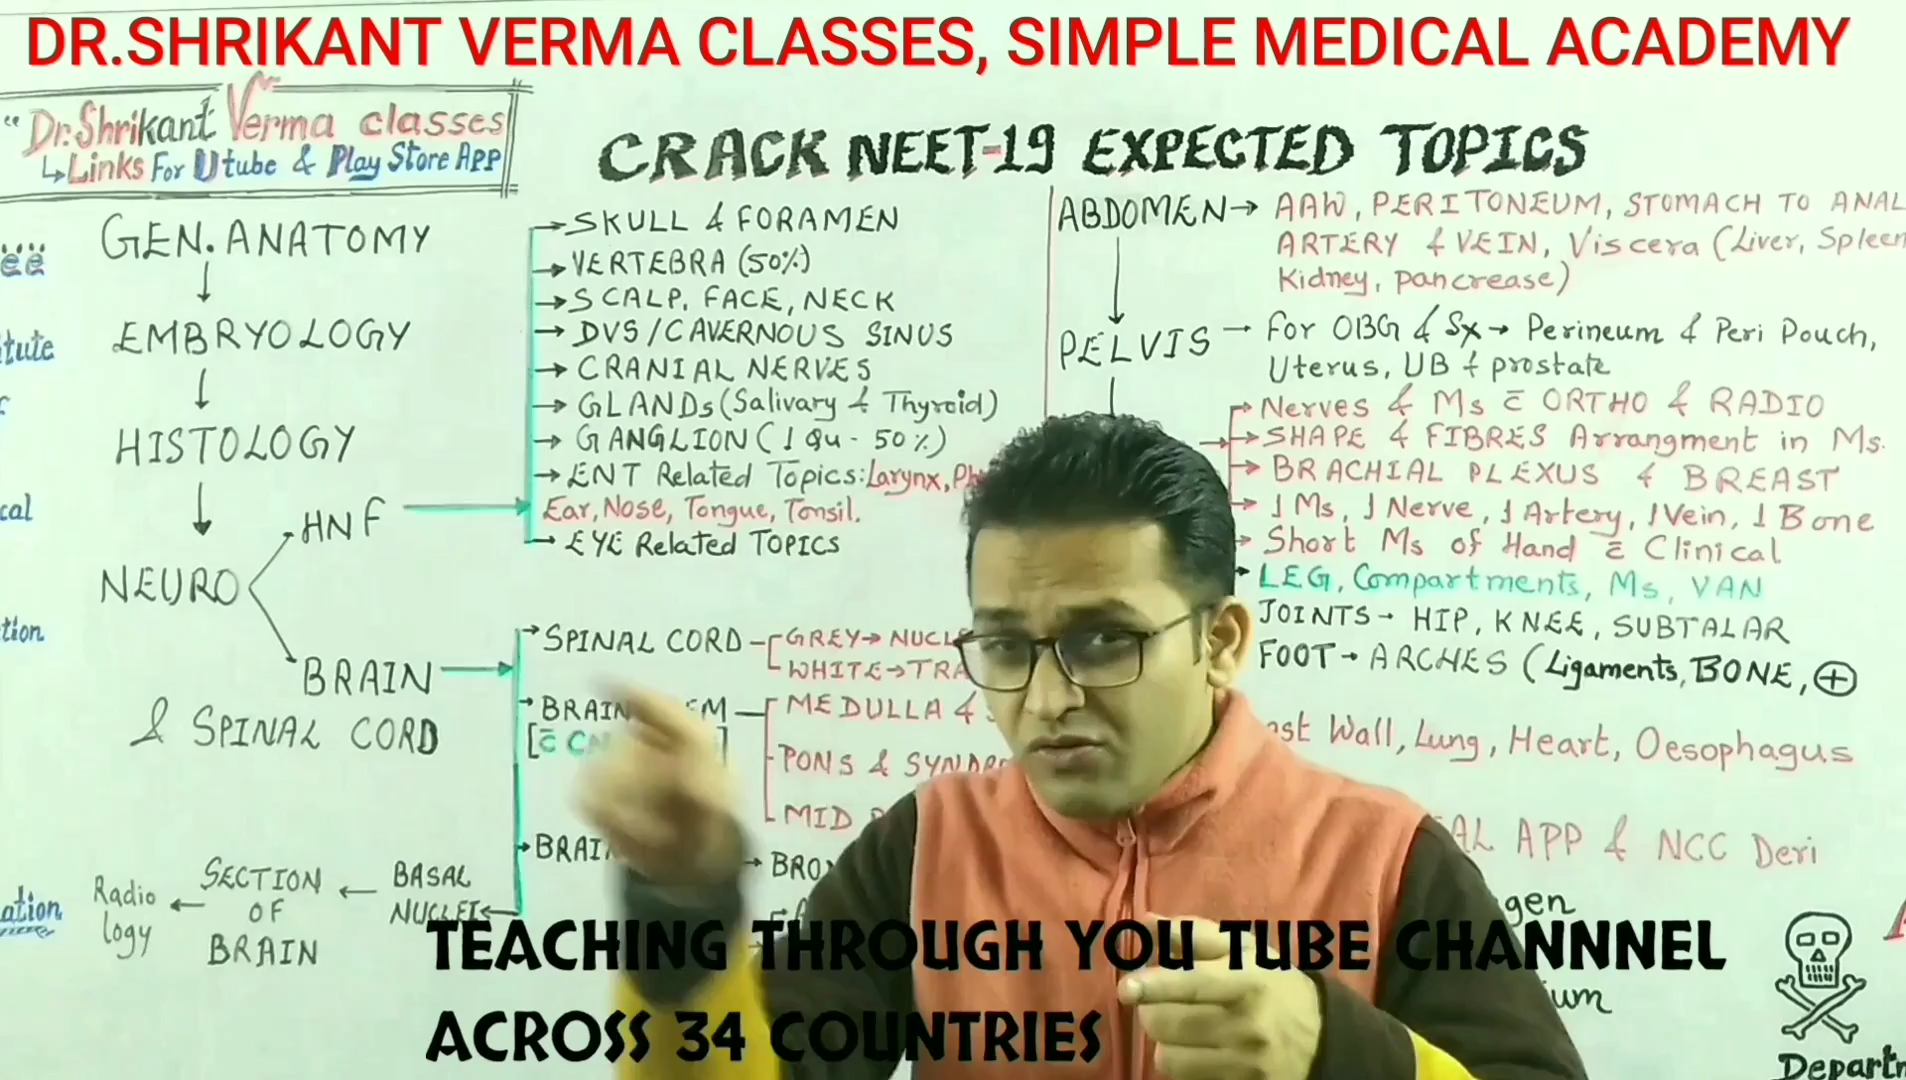 DR.SHRIKANT VERMA CLASSES, SIMPLE MEDICAL ACADEMY
"Dr.Shrikant Verma classes
↳Links For Utube & Play Store APP
CRACK NEET-19 EXPECTED TOPICS
GEN.ANATOMY
↓
EMBRYOLOGY
↓
HISTOLOGY
↓
NEURO
HNF →
BRAIN →
& SPINAL CORD
→SKULL & FORAMEN
→VERTEBRA (50%)
→SCALP, FACE, NECK
→DVS/CAVERNOUS SINUS
→CRANIAL NERVES
→GLANDs (Salivary & Thyroid)
→GANGLION (1 Qu - 50%)
→ENT Related Topics: Larynx,
Ear, Nose, Tongue, Tonsil.
→EYE Related TOPICS
→SPINAL CORD
GREY→
WHITE→
MEDULLA &
PONS &
MID
BASAL
NUCLEI
← SECTION
OF
BRAIN
← Radio
logy
ABDOMEN→ AAW, PERITONEUM, STOMACH TO ANAL
ARTERY & VEIN, Viscera (Liver, Spleen
Kidney, pancrease)
↓
PELVIS → For OBG & Sx→ Perineum & Peri Pouch,
Uterus, UB & prostate
→Nerves & Ms c̄ ORTHO & RADIO
→SHAPE & FIBRES Arrangment in Ms.
→BRACHIAL PLEXUS & BREAST
→1 Ms, 1 Nerve, 1 Artery, 1 Vein, 1 Bone
→Short Ms of Hand c̄ Clinical
LEG, Compartments, Ms, VAN
JOINTS→ HIP, KNEE, SUBTALAR
FOOT→ARCHES (Ligaments, BONE, ⊕
Wall, Lung, Heart, Oesophagus
APP & NCC Deri
TEACHING THROUGH YOU TUBE CHANNNEL
ACROSS 34 COUNTRIES